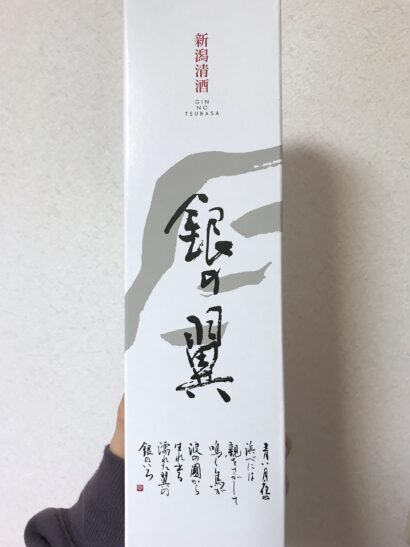 新潟清酒
GIN
NO
TSUBASA
銀の翼
青い月夜の
浜べには
親をさがして
鳴く鳥が
波の國から
生れ出る
濡れた翼の
銀のいろ